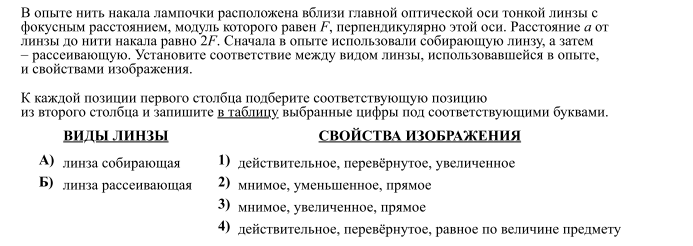 В опыте нить накала лампочки расположена вблизи главной оптической оси тонкой линзы с
фокусным расстоянием, модуль которого равен F, перпендикулярно этой оси. Расстояние a от
линзы до нити накала равно 2F. Сначала в опыте использовали собирающую линзу, а затем
– рассеивающую. Установите соответствие между видом линзы, использовавшейся в опыте,
и свойствами изображения.
К каждой позиции первого столбца подберите соответствующую позицию
из второго столбца и запишите в таблицу выбранные цифры под соответствующими буквами.
ВИДЫ ЛИНЗЫ СВОЙСТВА ИЗОБРАЖЕНИЯ
А) линза собирающая 1) действительное, перевёрнутое, увеличенное
Б) линза рассеивающая 2) мнимое, уменьшенное, прямое
3) мнимое, увеличенное, прямое
4) действительное, перевёрнутое, равное по величине предмету